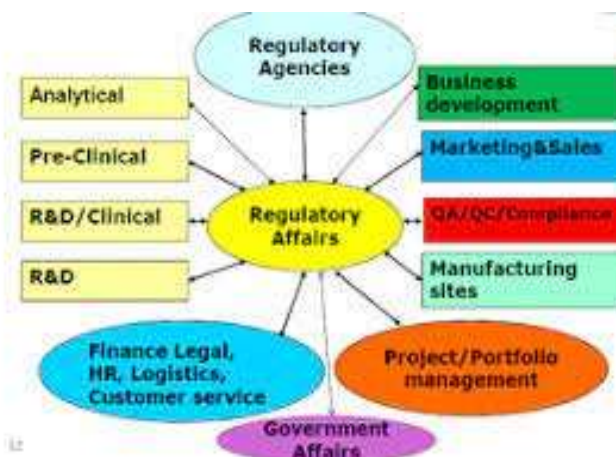 Regulatory
Agencies
Analytical
Business
development
Pre-Clinical
Marketing&Sales
R&D/Clinical
Regulatory
Affairs
QA/QC/Compliance
R&D
Manufacturing
sites
Finance Legal,
HR, Logistics,
Customer service
Project/Portfolio
management
Government
Affairs